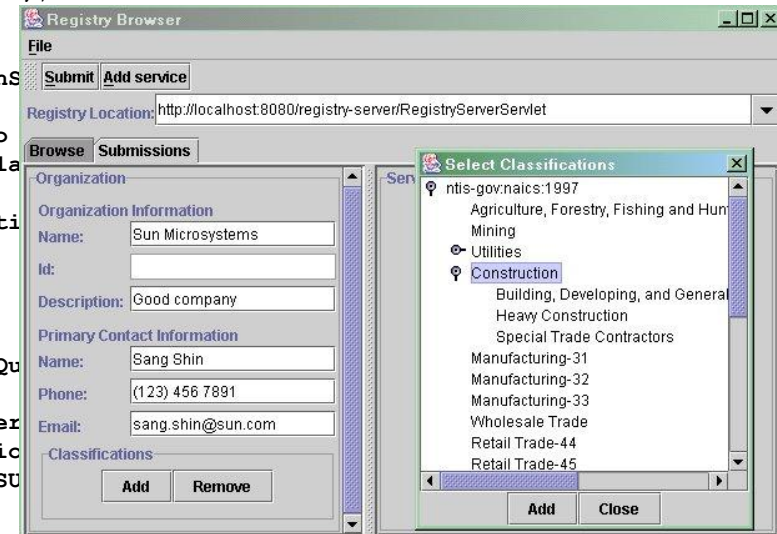 Registry Browser
File
Submit Add service
Registry Location: http://localhost:8080/registry-server/RegistryServerServlet
Browse Submissions
Organization
Organization Information
Name: Sun Microsystems
Id:
Description: Good company
Primary Contact Information
Name: Sang Shin
Phone: (123) 456 7891
Email: sang.shin@sun.com
Classifications
Add Remove
Select Classifications
ntis-gov:naics:1997
Agriculture, Forestry, Fishing and
Mining
Utilities
Construction
Building, Developing, and General
Heavy Construction
Special Trade Contractors
Manufacturing-31
Manufacturing-32
Manufacturing-33
Wholesale Trade
Retail Trade-44
Retail Trade-45
Add Close